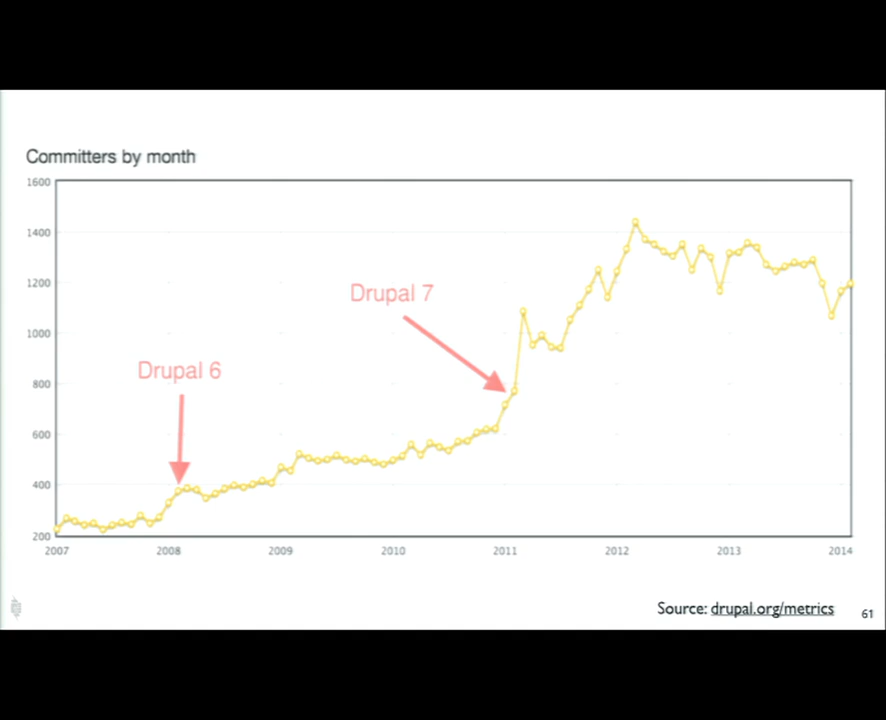 Committers by month
1600
1400
1200
1000
800
600
400
200
Drupal 7
Drupal 6
2007 2008 2009 2010 2011 2012 2013 2014
Source: drupal.org/metrics
61